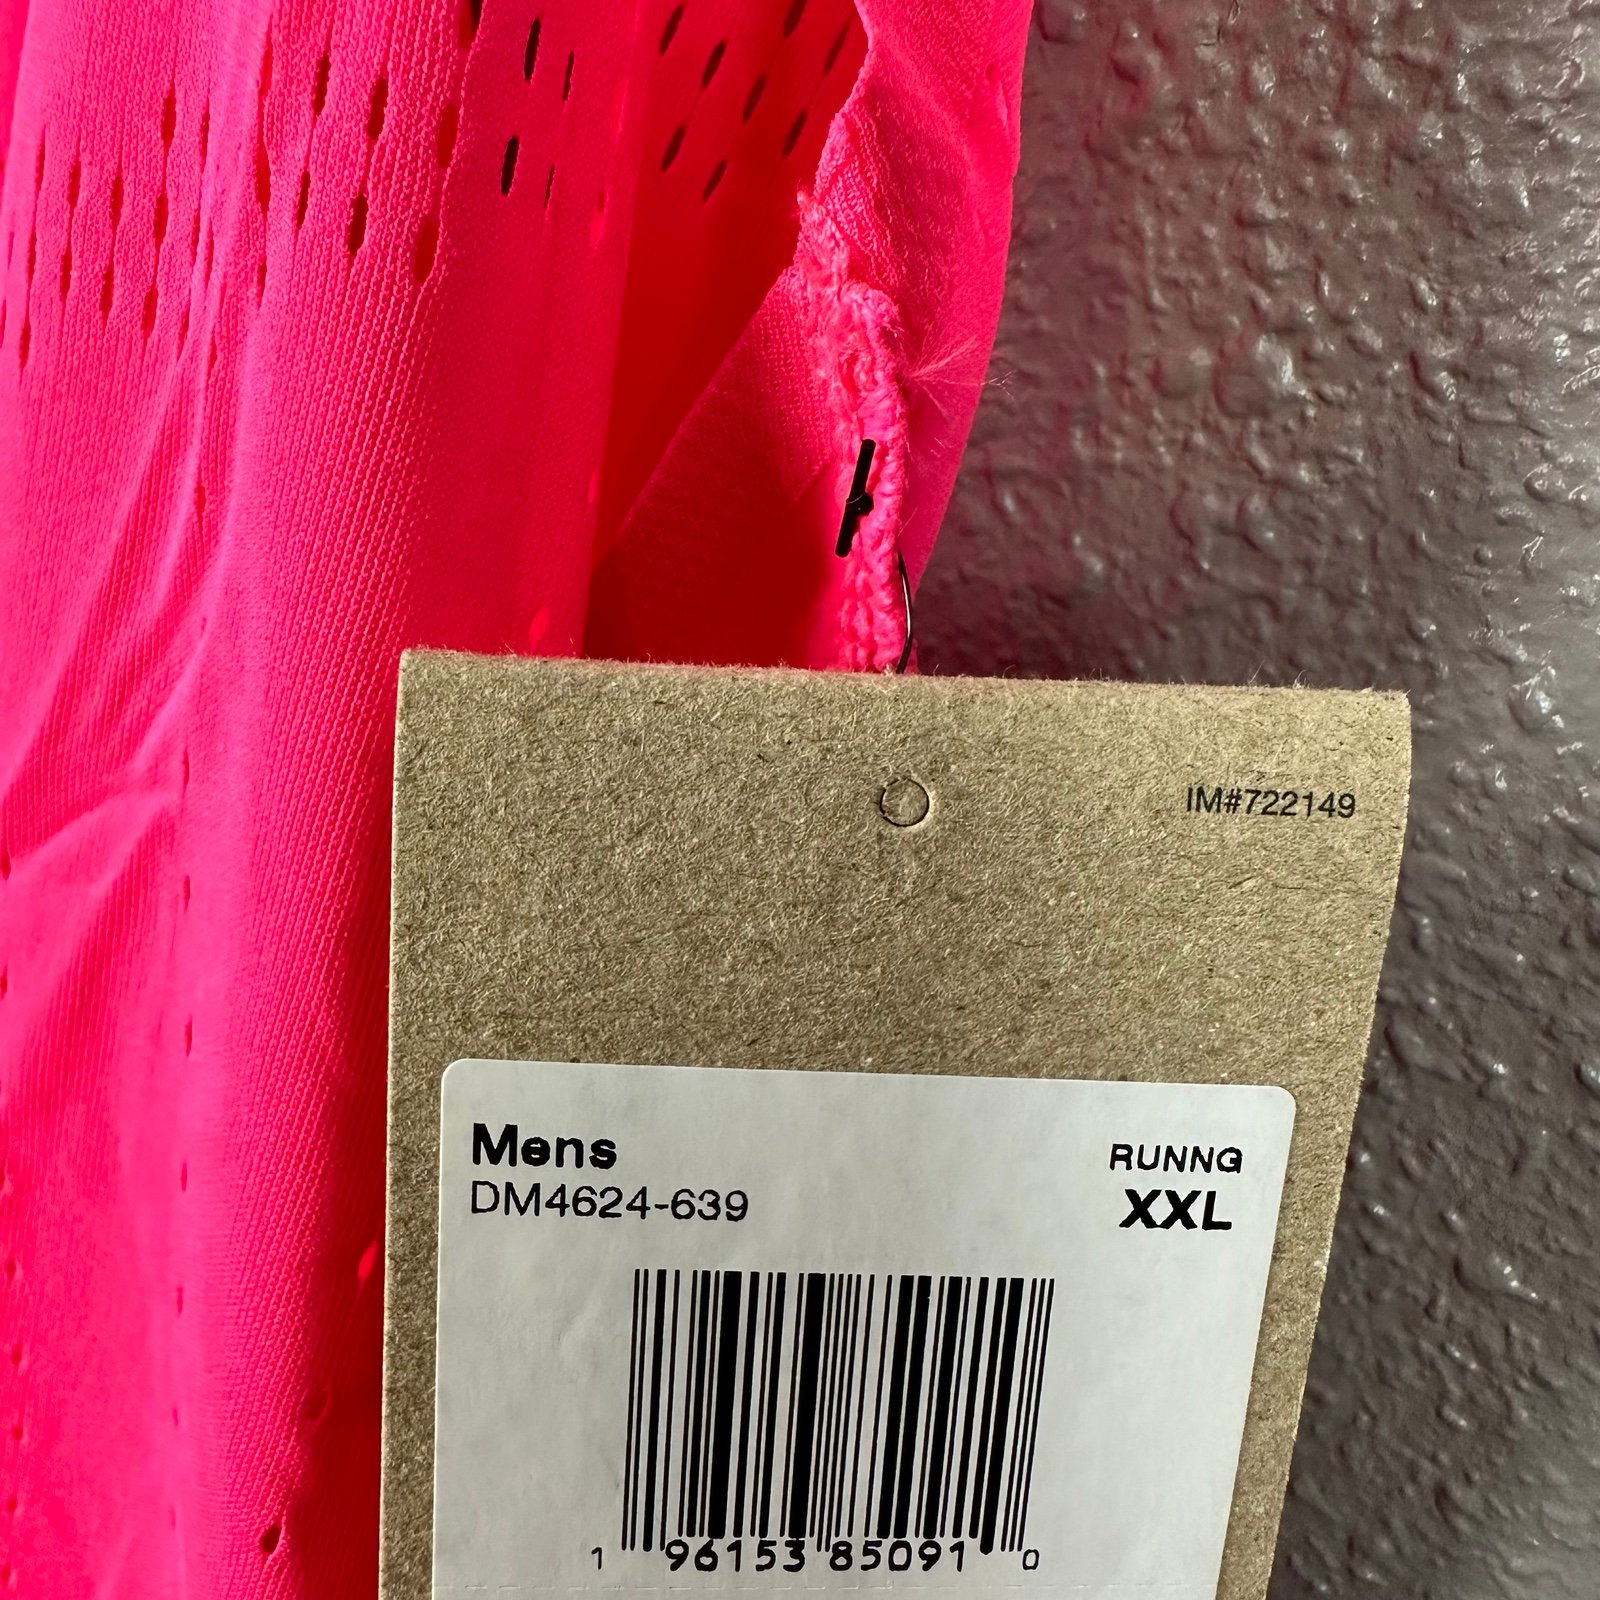 IM#722149
Mens
RUNNG
DM4624-639
XXL
1 96153 85091 0